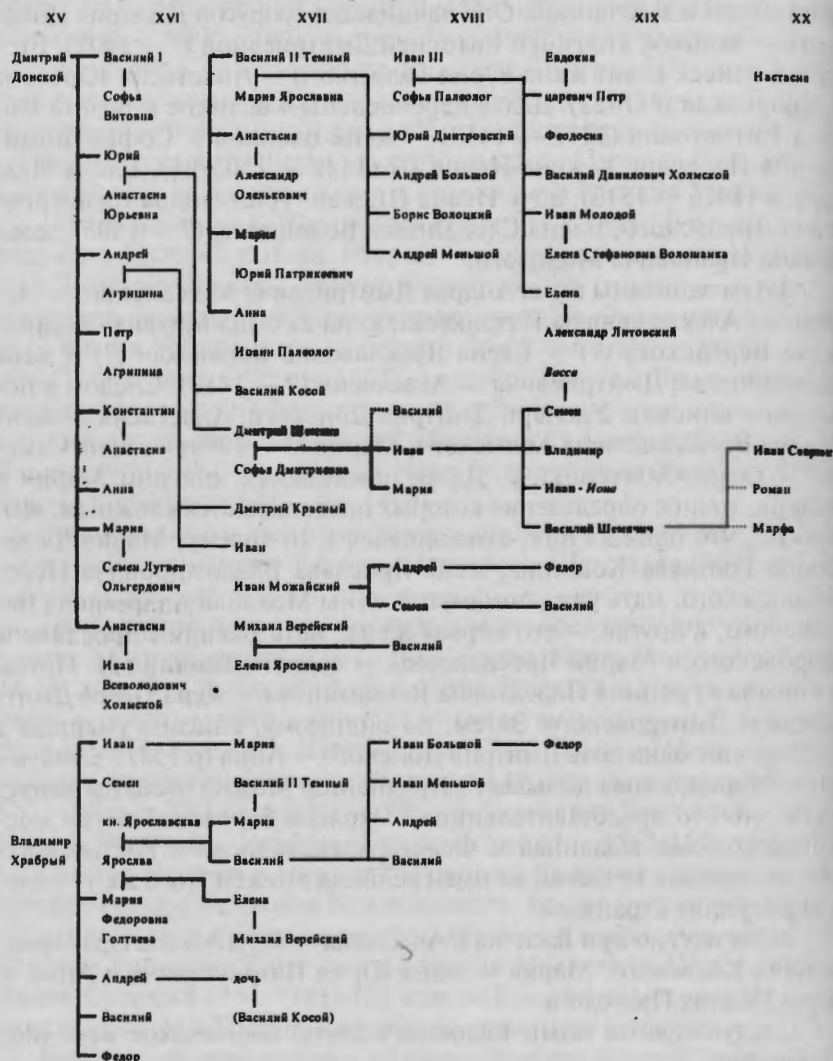 XV XVI XVII XVIII XIX XX
Дмитрий Василий I Василий II Темный Иван III Евдокия
Донской Софья Мария Ярославна Софья царевич Петр Настасья
Витовна
Анастасия Юрий Дмитровский Феодосия
Юрий Александр Андрей Большой Василий Данилович Холмской
Анастасия Олелькович
Юрьевна Мария Борис Волоцкий Иван Молодой
Андрей Юрий Патрикеевич Андрей Меньшой Елена Стефановна Волошанка
Агрипина Анна Елена
Петр Иоанн Палеолог Александр Литовский
Агрипина Василий Косой Васса
Константин Дмитрий Василий Семен
Анастасия Софья Дмитриевна Иван Владимир Иван
Анна Мария Иван - Иона Роман
Дмитрий Красный
Мария Иван Василий Шемячич Марфа
Семен Лугвен Андрей Федор
Ольгердович Иван Можайский
Анастасия Михаил Верейский Семен Василий
Иван Елена Ярославна Василий
Всеволодович
Холмской
Иван Мария Иван Большой Федор
Семен Василий II Темный Иван Меньшой
кн. Ярославский Мария Андрей
Владимир
Храбрый Ярослав Василий Василий
Мария Елена
Федоровна
Голтяева Михаил Верейский
Андрей дочь
Василий (Василий Косой)
Федор